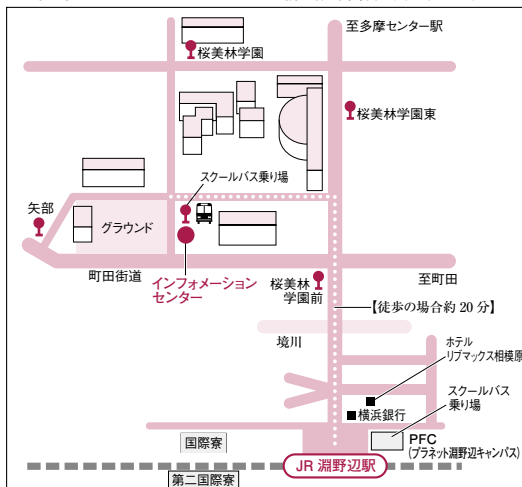 至多摩センター駅
桜美林学園
桜美林学園東
スクールバス乗り場
矢部
グラウンド
町田街道
インフォメーション
センター
桜美林
学園前
至町田
【徒歩の場合約20分】
境川
ホテル
リブマックス相模原
スクールバス
乗り場
横浜銀行
国際寮
PFC
(プラネット淵野辺キャンパス)
JR 淵野辺駅
第二国際寮